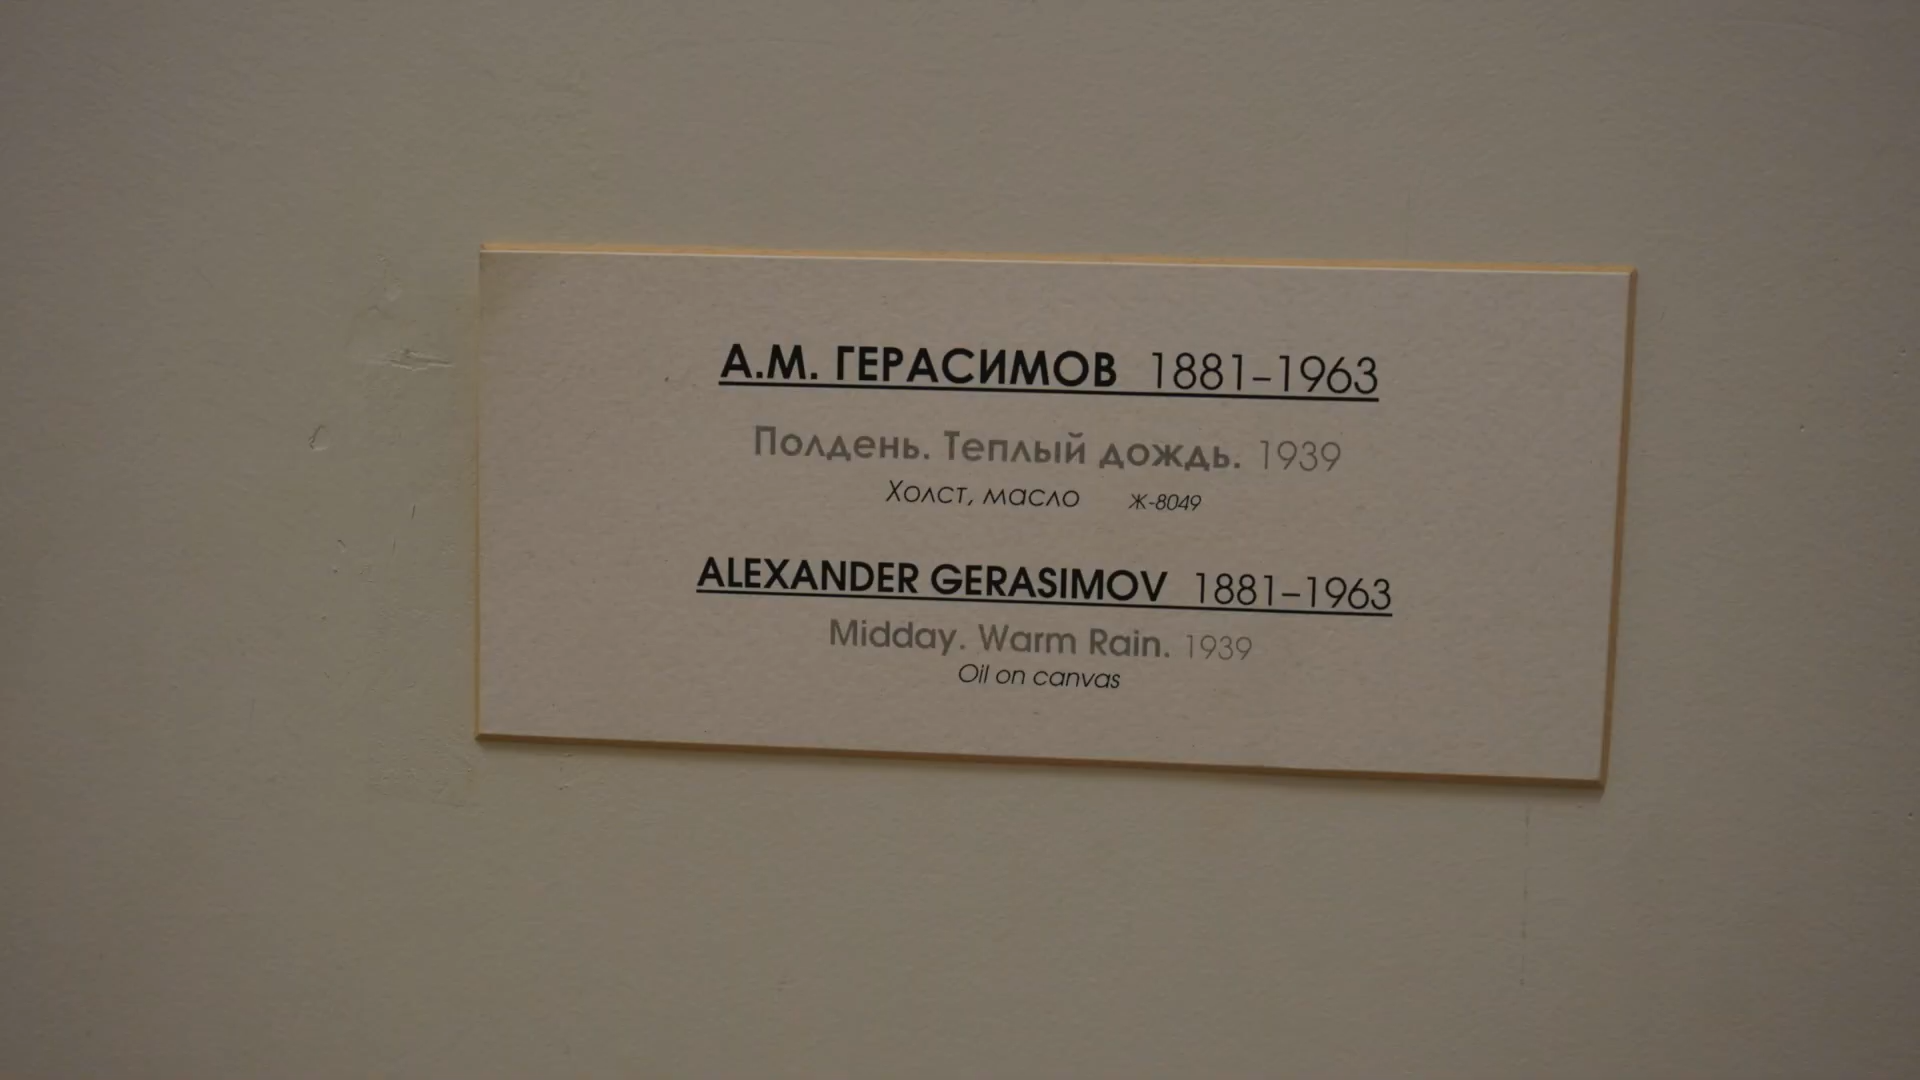 А.М. ГЕРАСИМОВ 1881–1963
Полдень. Теплый дождь. 1939
Холст, масло Ж-8049
ALEXANDER GERASIMOV 1881–1963
Midday. Warm Rain. 1939
Oil on canvas